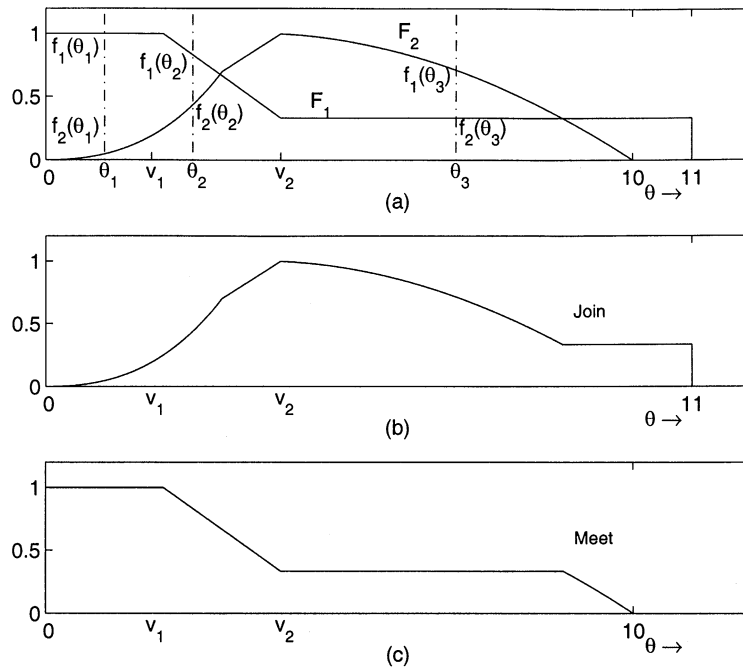 1
f₁(θ₁)
f₁(θ₂)
F₂
f₁(θ₃)
0.5
f₂(θ₁)
f₂(θ₂)
F₁
f₂(θ₃)
0
0 θ₁ v₁ θ₂ v₂ θ₃ 10 11
θ →
(a)
1
Join
0.5
0
0 v₁ v₂ 11
θ →
(b)
1
Meet
0.5
0
0 v₁ v₂ 10 θ →
(c)